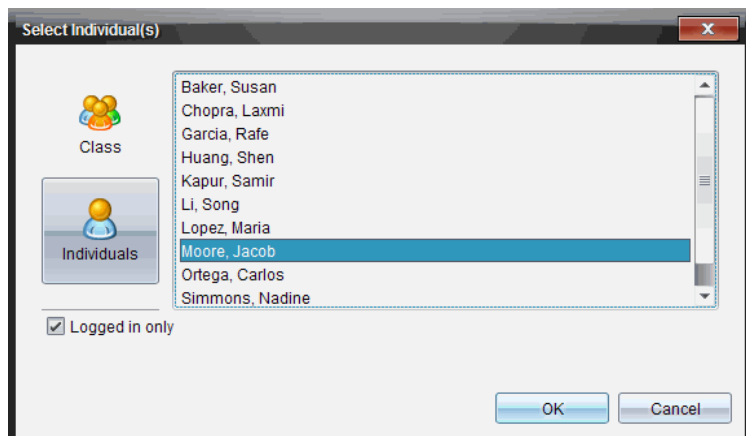 Select Individual(s)
Class
Individuals
Logged in only
Baker, Susan
Chopra, Laxmi
Garcia, Rafe
Huang, Shen
Kapur, Samir
Li, Song
Lopez, Maria
Moore, Jacob
Ortega, Carlos
Simmons, Nadine
OK
Cancel